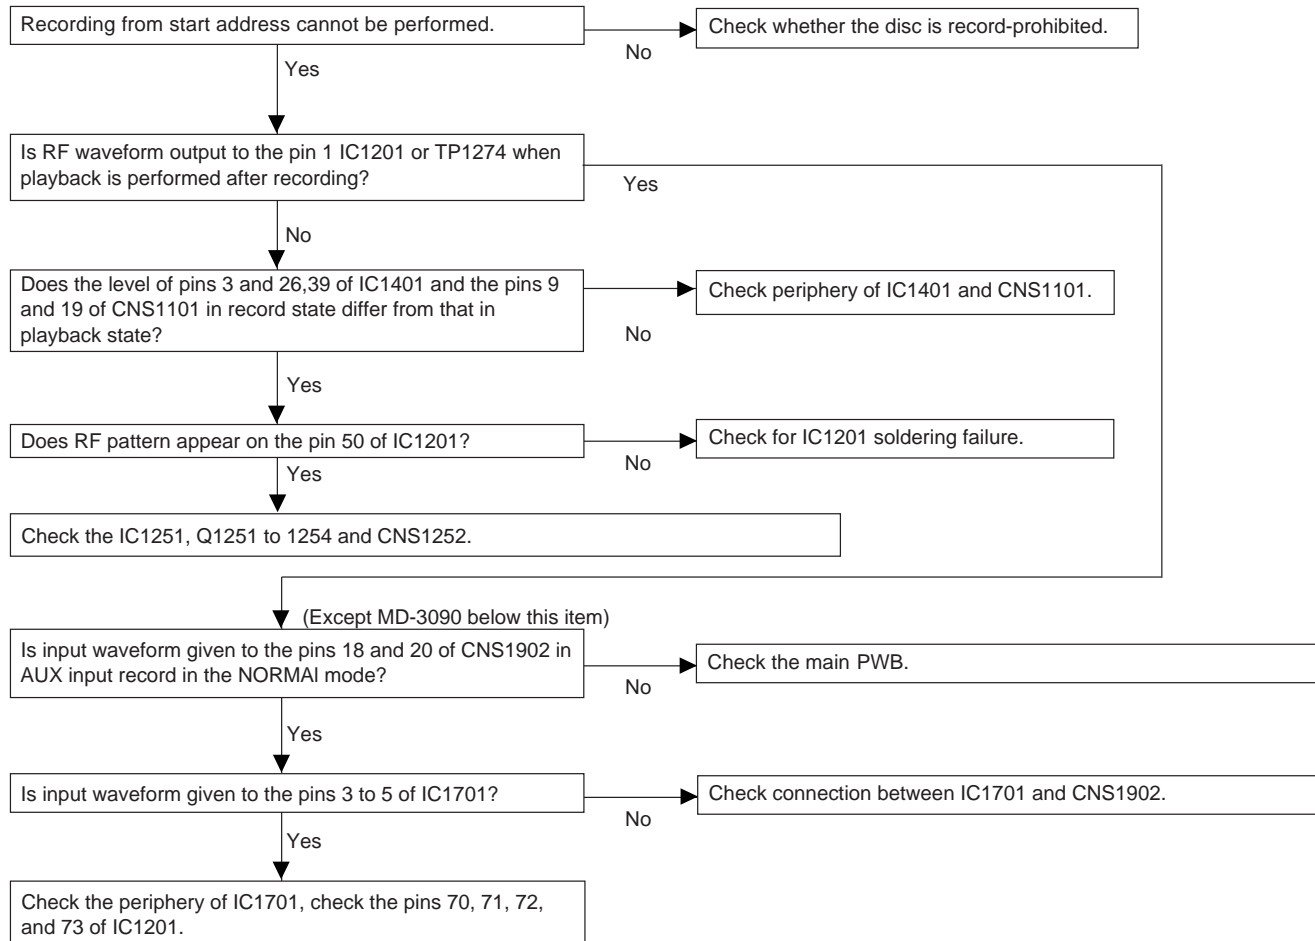 Recording from start address cannot be performed.
No
Check whether the disc is record-prohibited.
Yes
Is RF waveform output to the pin 1 IC1201 or TP1274 when
playback is performed after recording?
Yes
No
Does the level of pins 3 and 26,39 of IC1401 and the pins 9
and 19 of CNS1101 in record state differ from that in
playback state?
No
Check periphery of IC1401 and CNS1101.
Yes
Does RF pattern appear on the pin 50 of IC1201?
No
Check for IC1201 soldering failure.
Yes
Check the IC1251, Q1251 to 1254 and CNS1252.
(Except MD-3090 below this item)
Is input waveform given to the pins 18 and 20 of CNS1902 in
AUX input record in the NORMAl mode?
No
Check the main PWB.
Yes
Is input waveform given to the pins 3 to 5 of IC1701?
No
Check connection between IC1701 and CNS1902.
Yes
Check the periphery of IC1701, check the pins 70, 71, 72,
and 73 of IC1201.